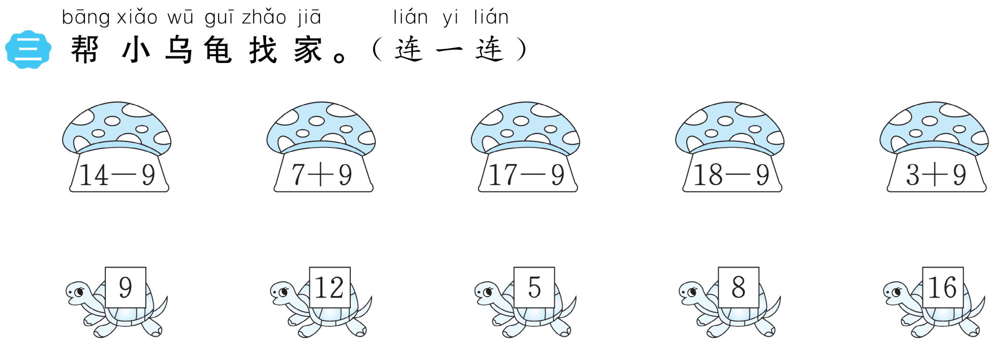 bāng xiǎo wū guī zhǎo jiā lián yi lián
三 帮小乌龟找家。（连一连）
14－9 7＋9 17－9 18－9 3＋9
9 12 5 8 16